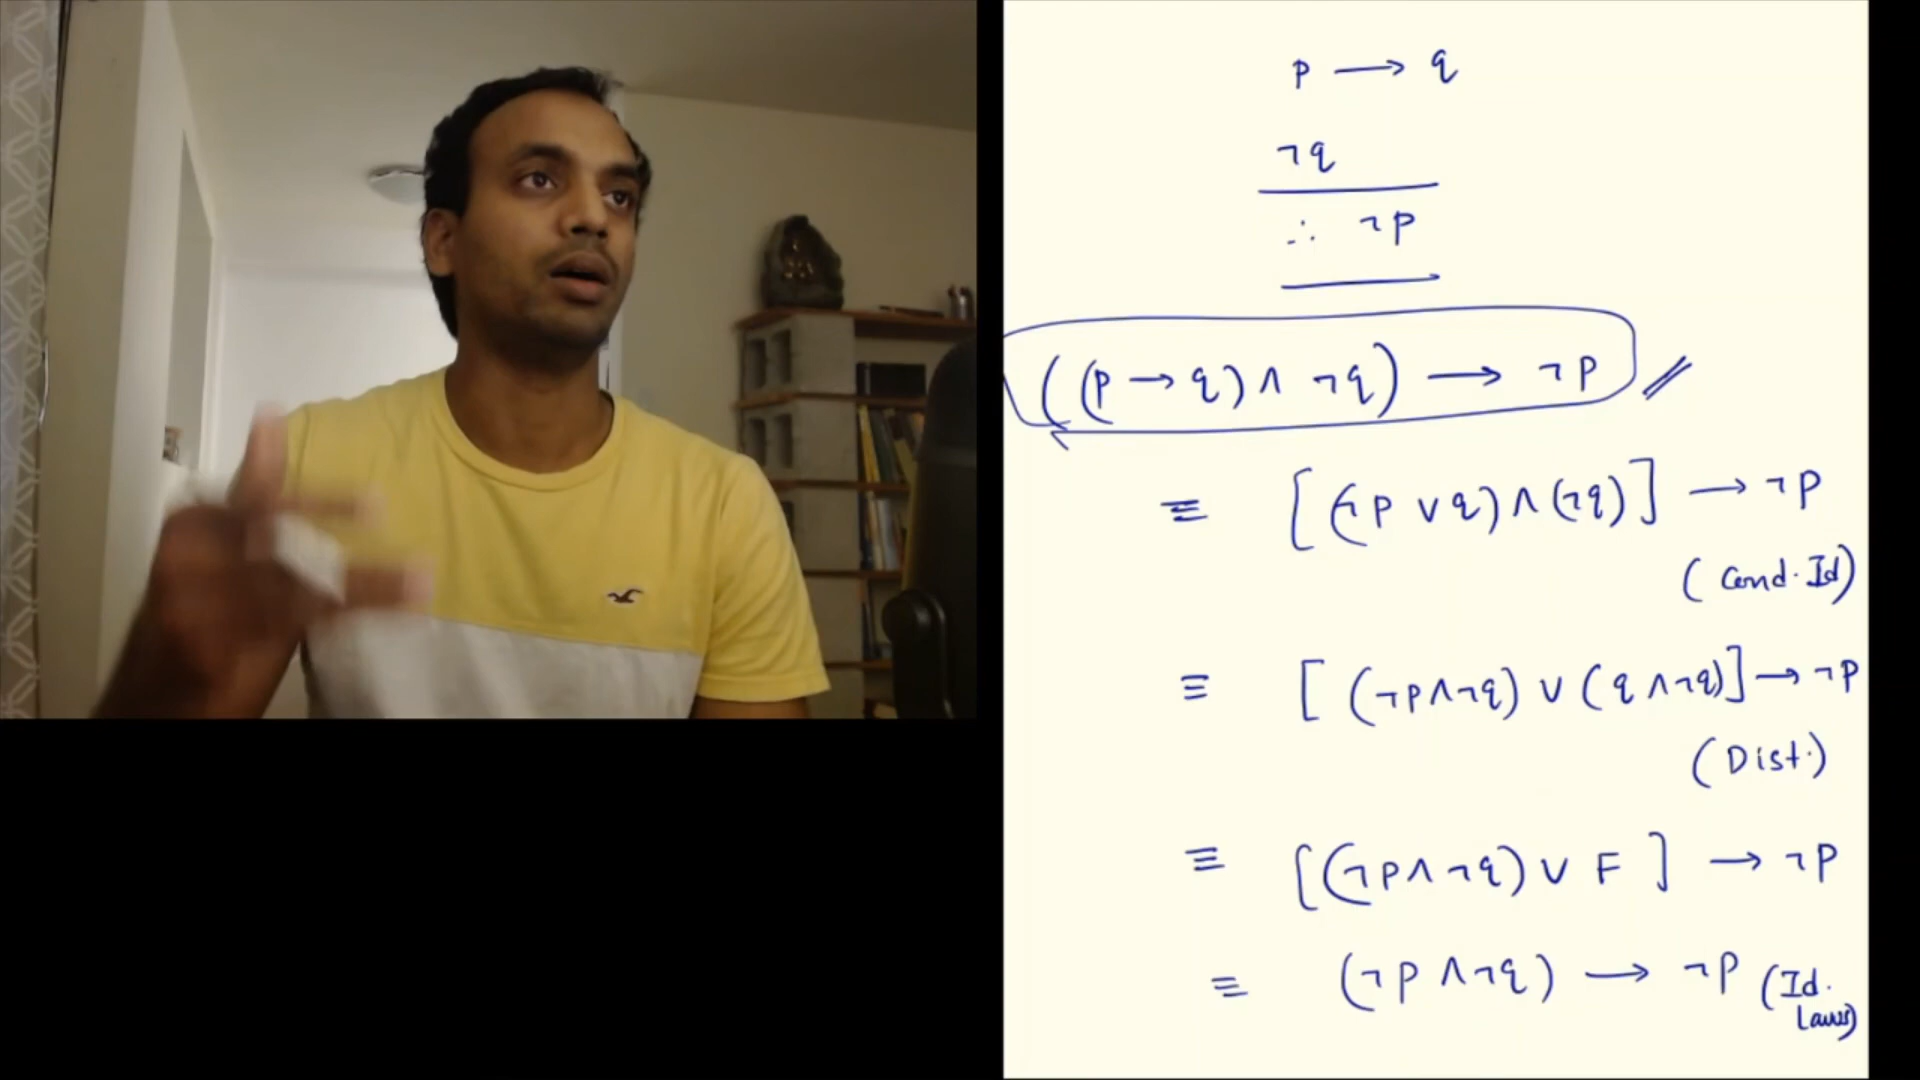 p → q
¬q
∴ ¬p
((p → q) ∧ ¬q) → ¬p
≡ [(¬p ∨ q) ∧ (¬q)] → ¬p
(Cond. Id)
≡ [(¬p ∧ ¬q) ∨ (q ∧ ¬q)] → ¬p
(Dist.)
≡ [(¬p ∧ ¬q) ∨ F] → ¬p
≡ (¬p ∧ ¬q) → ¬p (Id.
Laws)